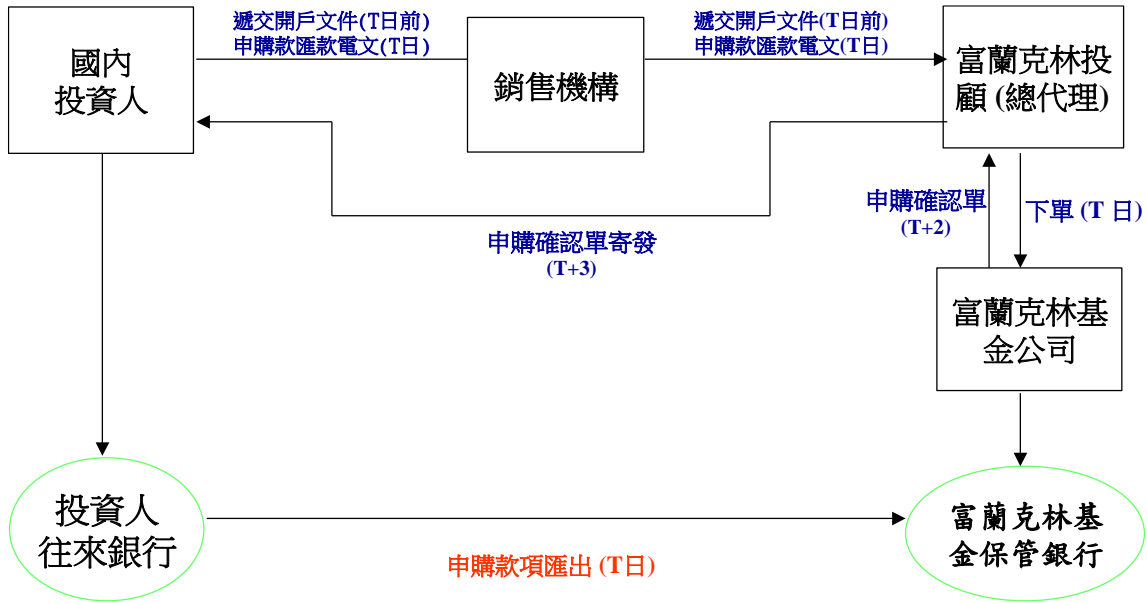 遞交開戶文件(T日前)
申購款匯款電文(T日)
遞交開戶文件(T日前)
申購款匯款電文(T日)
國內
投資人
銷售機構
富蘭克林投
顧 (總代理)
申購確認單
(T+2)
下單 (T 日)
申購確認單寄發
(T+3)
富蘭克林基
金公司
投資人
往來銀行
富蘭克林基
金保管銀行
申購款項匯出 (T日)